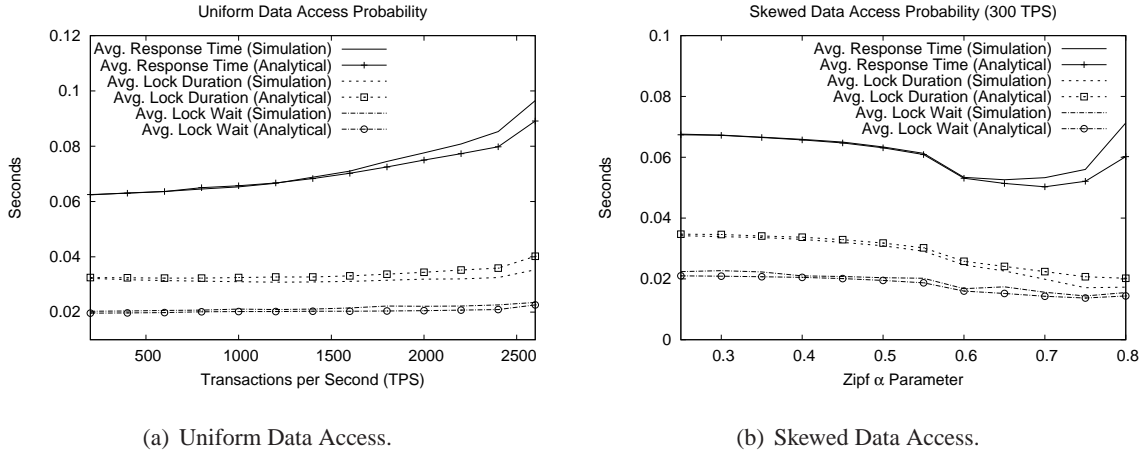 Uniform Data Access Probability
0.12
0.1
0.08
0.06
0.04
0.02
Seconds
Avg. Response Time (Simulation)
Avg. Response Time (Analytical)
Avg. Lock Duration (Simulation)
Avg. Lock Duration (Analytical)
Avg. Lock Wait (Simulation)
Avg. Lock Wait (Analytical)
500 1000 1500 2000 2500
Transactions per Second (TPS)
(a) Uniform Data Access.
Skewed Data Access Probability (300 TPS)
0.1
0.08
0.06
0.04
0.02
0
Seconds
Avg. Response Time (Simulation)
Avg. Response Time (Analytical)
Avg. Lock Duration (Simulation)
Avg. Lock Duration (Analytical)
Avg. Lock Wait (Simulation)
Avg. Lock Wait (Analytical)
0.3 0.4 0.5 0.6 0.7 0.8
Zipf α Parameter
(b) Skewed Data Access.